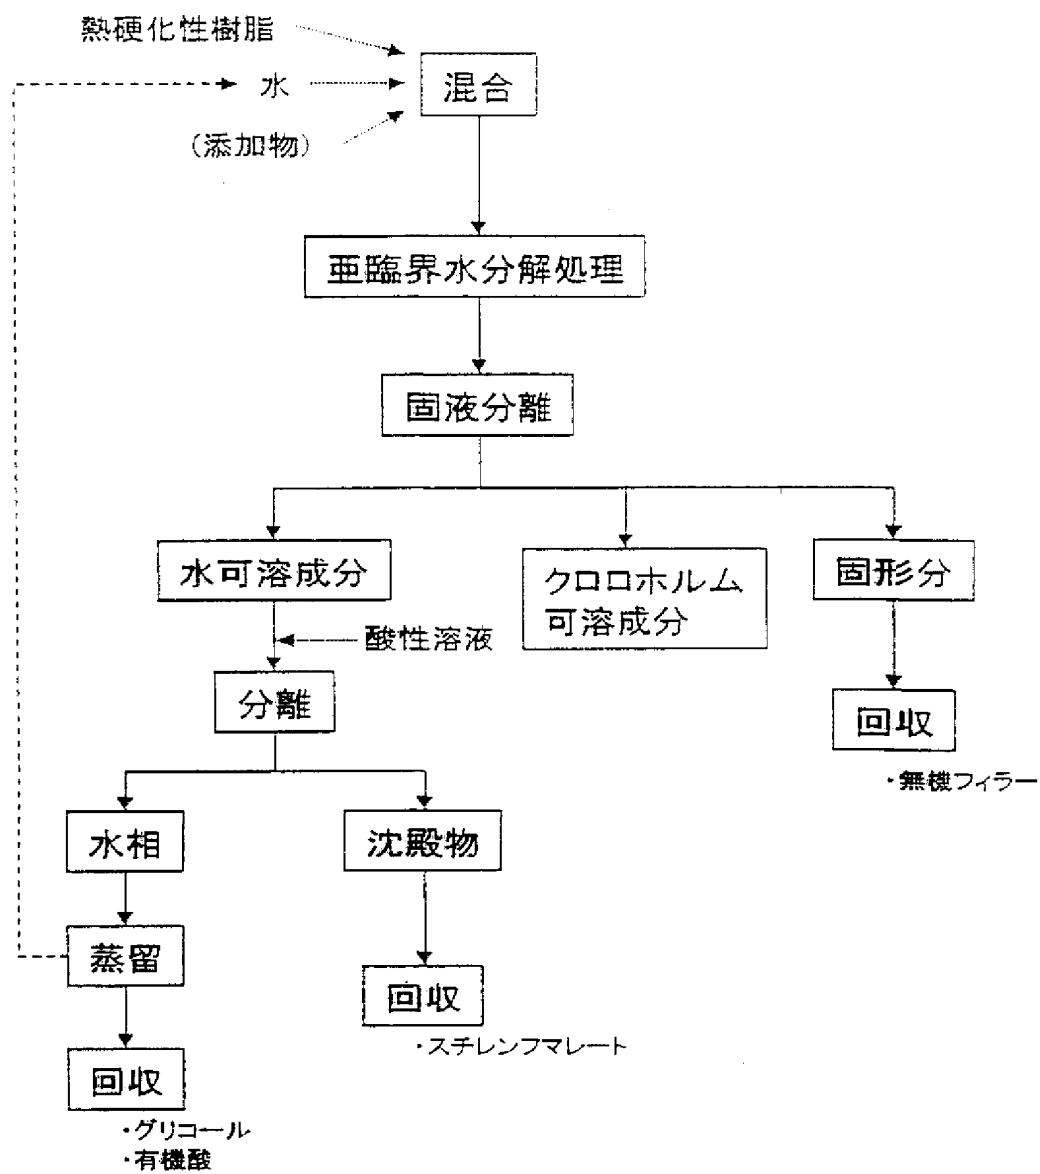 熱硬化性樹脂
水
混合
(添加物)
亜臨界水分解処理
固液分離
水可溶成分
クロロホルム
可溶成分
固形分
酸性溶液
分離
回収
・無機フィラー
水相
沈殿物
蒸留
回収
・スチレンフマレート
回収
・グリコール
・有機酸